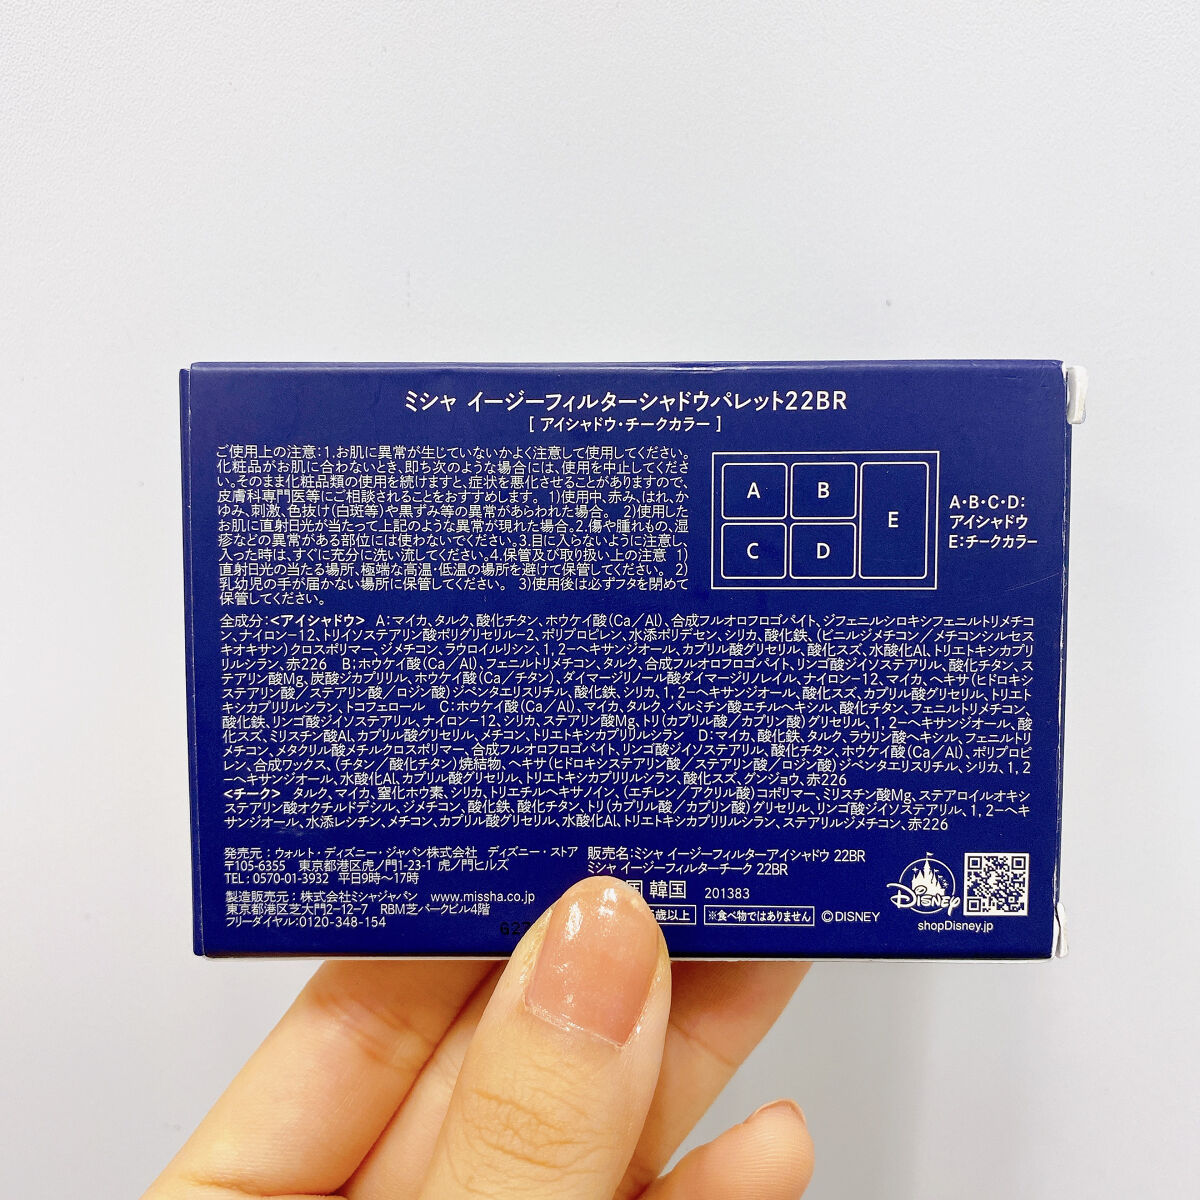 ミシャ イージーフィルターシャドウパレット22BR
[ アイシャドウ・チークカラー ]
ご使用上の注意:1.お肌に異常が生じていないかよく注意して使用してください。
化粧品がお肌に合わないとき、即ち次のような場合には、使用を中止してくださ
い。そのまま化粧品類の使用を続けますと、症状を悪化させることがありますので、
皮膚科専門医等にご相談されることをおすすめします。 1)使用中、赤み、はれ、か
ゆみ、刺激、色抜け(白斑等)や黒ずみ等の異常があらわれた場合。 2)使用した
お肌に直射日光が当たって上記のような異常が現れた場合。2.傷や腫れもの、湿
疹などの異常がある部位には使わないでください。3.目に入らないように注意し、
入った時は、すぐに充分に洗い流してください。4.保管及び取り扱い上の注意 1)
直射日光の当たる場所、極端な高温・低温の場所を避けて保管してください。 2)
乳幼児の手が届かない場所に保管してください。 3)使用後は必ずフタを閉めて
保管してください。
A
B
C
D
E
A・B・C・D:
アイシャドウ
E:チークカラー
全成分:<アイシャドウ> A:マイカ、タルク、酸化チタン、ホウケイ酸(Ca/Al)、合成フルオロフロゴパイト、ジフェニルシロキシフェニルトリメチコ
ン、ナイロン-12、トリイソステアリン酸ポリグリセリル-2、ポリプロピレン、水添ポリデセン、シリカ、酸化鉄、(ビニルジメチコン/メチコンシルセス
キオキサン)クロスポリマー、ジメチコン、ラウロイルリシン、1,2-ヘキサンジオール、カプリル酸グリセリル、酸化スズ、水酸化Al、トリエトキシカプリ
リルシラン、赤226 B:ホウケイ酸(Ca/Al)、フェニルトリメチコン、タルク、合成フルオロフロゴパイト、リンゴ酸ジイソステアリル、酸化チタン、ス
テアリン酸Mg、炭酸ジカプリリル、ホウケイ酸(Ca/チタン)、ダイマージリノール酸ダイマージリノレイル、ナイロン-12、マイカ、ヘキサ(ヒドロキシ
ステアリン酸/ステアリン酸/ロジン酸)ジペンタエリスリチル、酸化鉄、シリカ、1,2-ヘキサンジオール、酸化スズ、カプリル酸グリセリル、トリエト
キシカプリリルシラン、トコフェロール C:ホウケイ酸(Ca/Al)、マイカ、タルク、パルミチン酸エチルヘキシル、酸化チタン、フェニルトリメチコン、
酸化鉄、リンゴ酸ジイソステアリル、ナイロン-12、シリカ、ステアリン酸Mg、トリ(カプリル酸/カプリン酸)グリセリル、1,2-ヘキサンジオール、酸
化スズ、ミリスチン酸Al、カプリル酸グリセリル、メチコン、トリエトキシカプリリルシラン D:マイカ、酸化鉄、タルク、ラウリン酸ヘキシル、フェニルトリ
メチコン、メタクリル酸メチルクロスポリマー、合成フルオロフロゴパイト、リンゴ酸ジイソステアリル、酸化チタン、ホウケイ酸(Ca/Al)、ポリプロピ
レン、合成ワックス、(チタン/酸化チタン)焼結物、ヘキサ(ヒドロキシステアリン酸/ステアリン酸/ロジン酸)ジペンタエリスリチル、シリカ、1,2
-ヘキサンジオール、水酸化Al、カプリル酸グリセリル、トリエトキシカプリリルシラン、酸化スズ、グンジョウ、赤226
<チーク> タルク、マイカ、窒化ホウ素、シリカ、トリエチルヘキサノイン、(エチレン/アクリル酸)コポリマー、ミリスチン酸Mg、ステアロイルオキシ
ステアリン酸オクチルドデシル、ジメチコン、酸化鉄、酸化チタン、トリ(カプリル酸/カプリン酸)グリセリル、リンゴ酸ジイソステアリル、1,2-ヘキ
サンジオール、水添レシチン、メチコン、カプリル酸グリセリル、水酸化Al、トリエトキシカプリリルシラン、ステアリルジメチコン、赤226
発売元:ウォルト・ディズニー・ジャパン株式会社 ディズニー・ストア
〒105-6355 東京都港区虎ノ門1-23-1 虎ノ門ヒルズ
TEL:0570-01-3932 平日9時〜17時
製造販売元:株式会社ミシャジャパン www.missha.co.jp
東京都港区芝大門2-12-7 RBM芝パークビル4階
フリーダイヤル:0120-348-154
販売名:ミシャ イージーフィルターアイシャドウ 22BR
ミシャ イージーフィルターチーク 22BR
国 韓国 201383
歳以上 ※食べ物ではありません ©DISNEY
Disney
shopDisney.jp